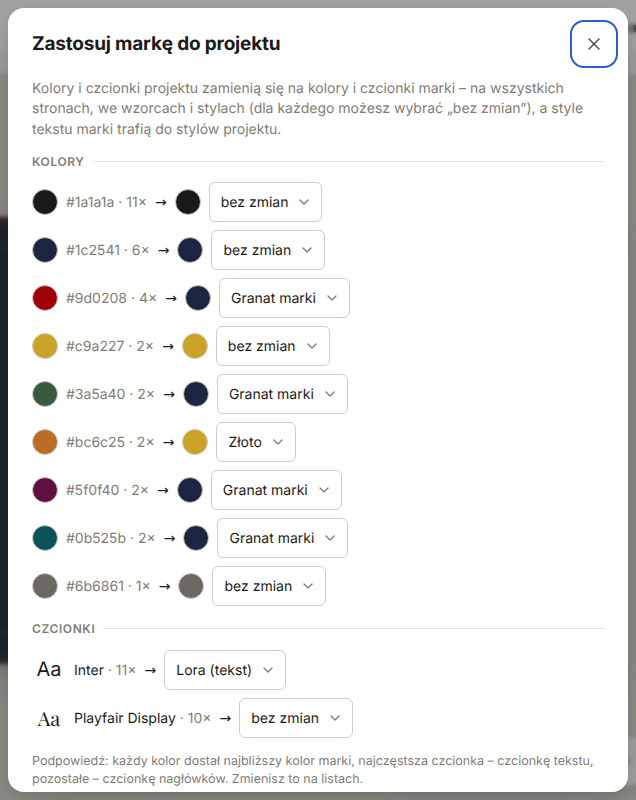 Zastosuj markę do projektu
Kolory i czcionki projektu zamienią się na kolory i czcionki marki – na wszystkich
stronach, we wzorcach i stylach (dla każdego możesz wybrać „bez zmian”), a style
tekstu marki trafią do stylów projektu.
KOLORY
#1a1a1a · 11× → bez zmian
#1c2541 · 6× → bez zmian
#9d0208 · 4× → Granat marki
#c9a227 · 2× → bez zmian
#3a5a40 · 2× → Granat marki
#bc6c25 · 2× → Złoto
#5f0f40 · 2× → Granat marki
#0b525b · 2× → Granat marki
#6b6861 · 1× → bez zmian
CZCIONKI
Aa Inter · 11× → Lora (tekst)
Aa Playfair Display · 10× → bez zmian
Podpowiedź: każdy kolor dostał najbliższy kolor marki, najczęstsza czcionka – czcionkę tekstu,
pozostałe – czcionkę nagłówków. Zmienisz to na listach.